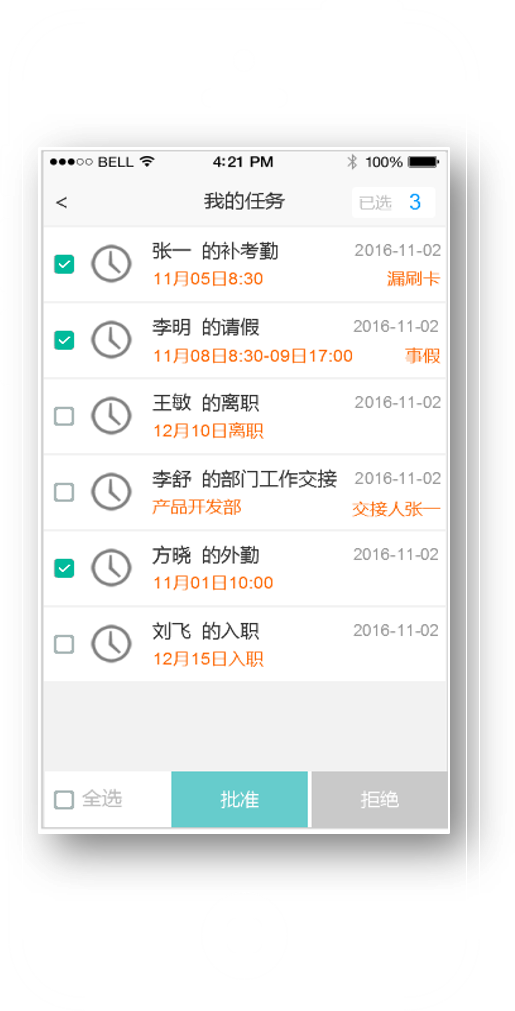 BELL 4:21 PM 100%
< 我的任务 已选 3
张一 的补考勤 2016-11-02
11月05日8:30 漏刷卡
李明 的请假 2016-11-02
11月08日8:30-09日17:00 事假
王敏 的离职 2016-11-02
12月10日离职
李舒 的部门工作交接 2016-11-02
产品开发部 交接人张一
方晓 的外勤 2016-11-02
11月01日10:00
刘飞 的入职 2016-11-02
12月15日入职
全选 批准 拒绝